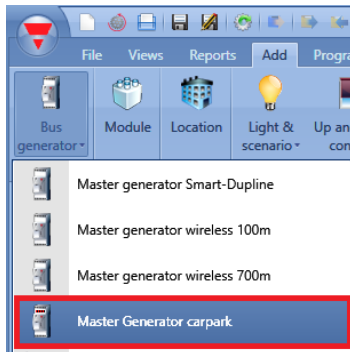 File Views Reports Add Progra
Bus generator Module Location Light & scenario Up an con
Master generator Smart-Dupline
Master generator wireless 100m
Master generator wireless 700m
Master Generator carpark